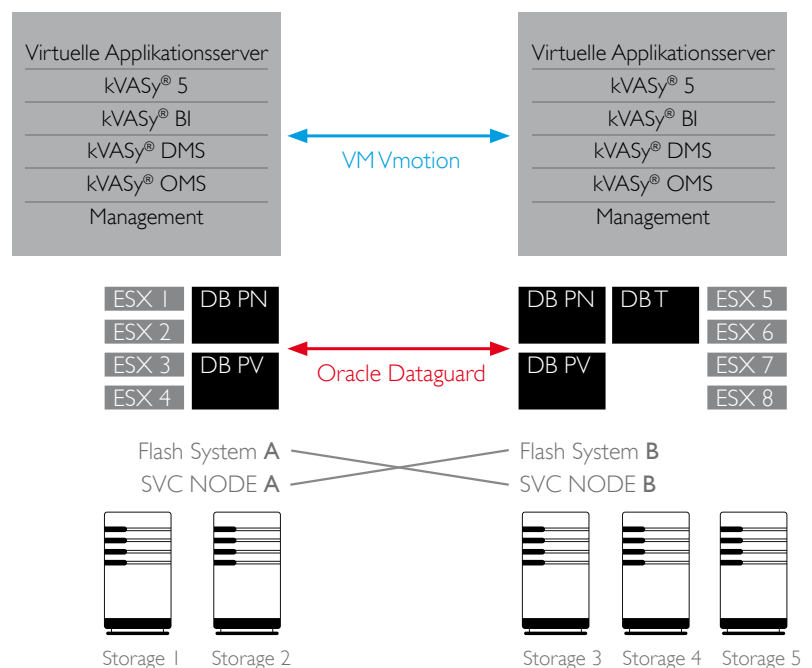 Virtuelle Applikationsserver
kVASy® 5
kVASy® BI
kVASy® DMS
kVASy® OMS
Management
VM Vmotion
Virtuelle Applikationsserver
kVASy® 5
kVASy® BI
kVASy® DMS
kVASy® OMS
Management
ESX 1
ESX 2
ESX 3
ESX 4
DB PN
DB PV
Oracle Dataguard
DB PN
DB T
DB PV
ESX 5
ESX 6
ESX 7
ESX 8
Flash System A
SVC NODE A
Flash System B
SVC NODE B
Storage 1
Storage 2
Storage 3
Storage 4
Storage 5